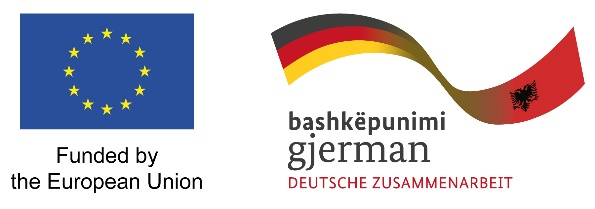 Funded by
the European Union
bashkëpunimi
gjerman
DEUTSCHE ZUSAMMENARBEIT